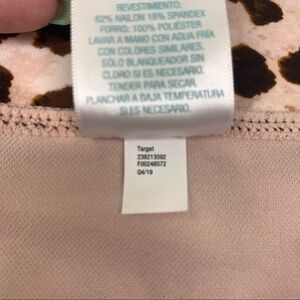 REVESTIMIENTO:
82% NAILON 18% SPANDEX
FORRO: 100% POLIÉSTER
LAVAR A MANO CON AGUA FRÍA
CON COLORES SIMILARES.
SÓLO BLANQUEADOR SIN
CLORO SI ES NECESARIO.
TENDER PARA SECAR.
PLANCHAR A BAJA TEMPERATURA
SI ES NECESARIO.
Target
238213592
F00248572
Q4/19